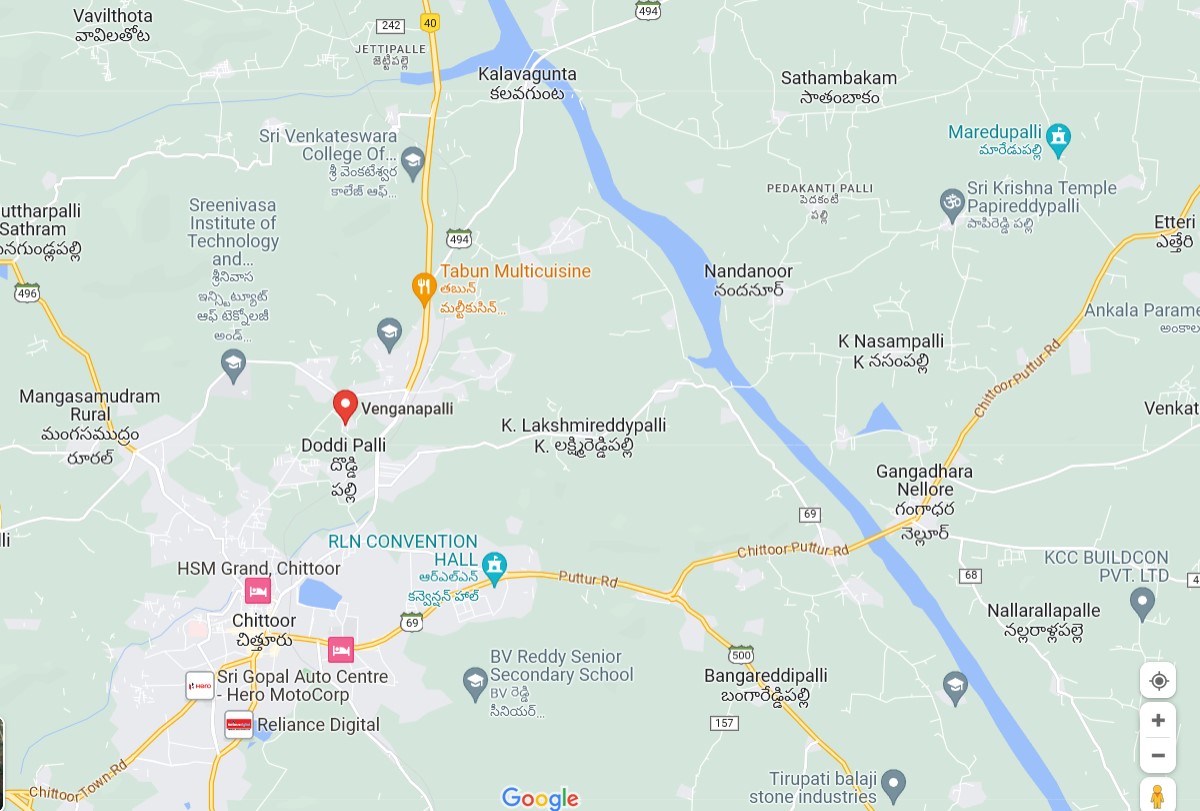 Vavilthota
వావిలతోట
242
40
494
JETTIPALLE
జెట్టిపల్లె
Kalavagunta
కలవగుంట
Sathambakam
సాతంబాకం
Sri Venkateswara
College Of...
శ్రీ వెంకటేశ్వర
కాలేజ్ ఆఫ్...
Maredupalli
మారేడుపల్లి
PEDAKANTI PALLI
పెదకంటి
పల్లి
Sri Krishna Temple
Papireddypalli
పాపిరెడ్డి పల్లి
uttharpalli
Sathram
నగుండ్లపల్లి
Sreenivasa
Institute of
Technology
and...
శ్రీనివాస
ఇన్స్టిట్యూట్
ఆఫ్ టెక్నోలజీ
అండ్...
Etteri
ఎత్తేరి
494
496
Tabun Multicuisine
తబున్
మల్టీకుసిన్...
Nandanoor
నందనూర్
Ankala Parame
అంకాల
K Nasampalli
K నసంపల్లి
Chittoor Puttur Rd
Mangasamudram
Rural
మంగసముద్రం
రూరల్
Venganapalli
Doddi Palli
దొడ్డి
పల్లి
K. Lakshmireddypalli
K. లక్ష్మిరెడ్డిపల్లి
Venkat
Gangadhara
Nellore
గంగాధర
నెల్లూర్
69
lli
RLN CONVENTION
HALL
ఆర్ఎల్ఎన్
కన్వెన్షన్ హాల్
Chittoor Puttur Rd
Puttur Rd
HSM Grand, Chittoor
KCC BUILDCON
PVT. LTD
68
4
Chittoor
చిత్తూరు
69
Nallarallapalle
నల్లరాళ్లపల్లె
BV Reddy Senior
Secondary School
BV రెడ్డి
సీనియర్...
500
Bangareddipalli
బంగారేడ్డిపల్లి
Hero
Sri Gopal Auto Centre
- Hero MotoCorp
Reliance Digital
157
Chittoor Town Rd
Tirupati balaji
stone industries
Google